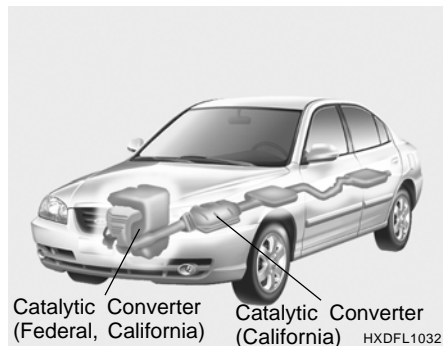 Catalytic Converter
(Federal, California)
Catalytic Converter
(California)
HXDFL1032